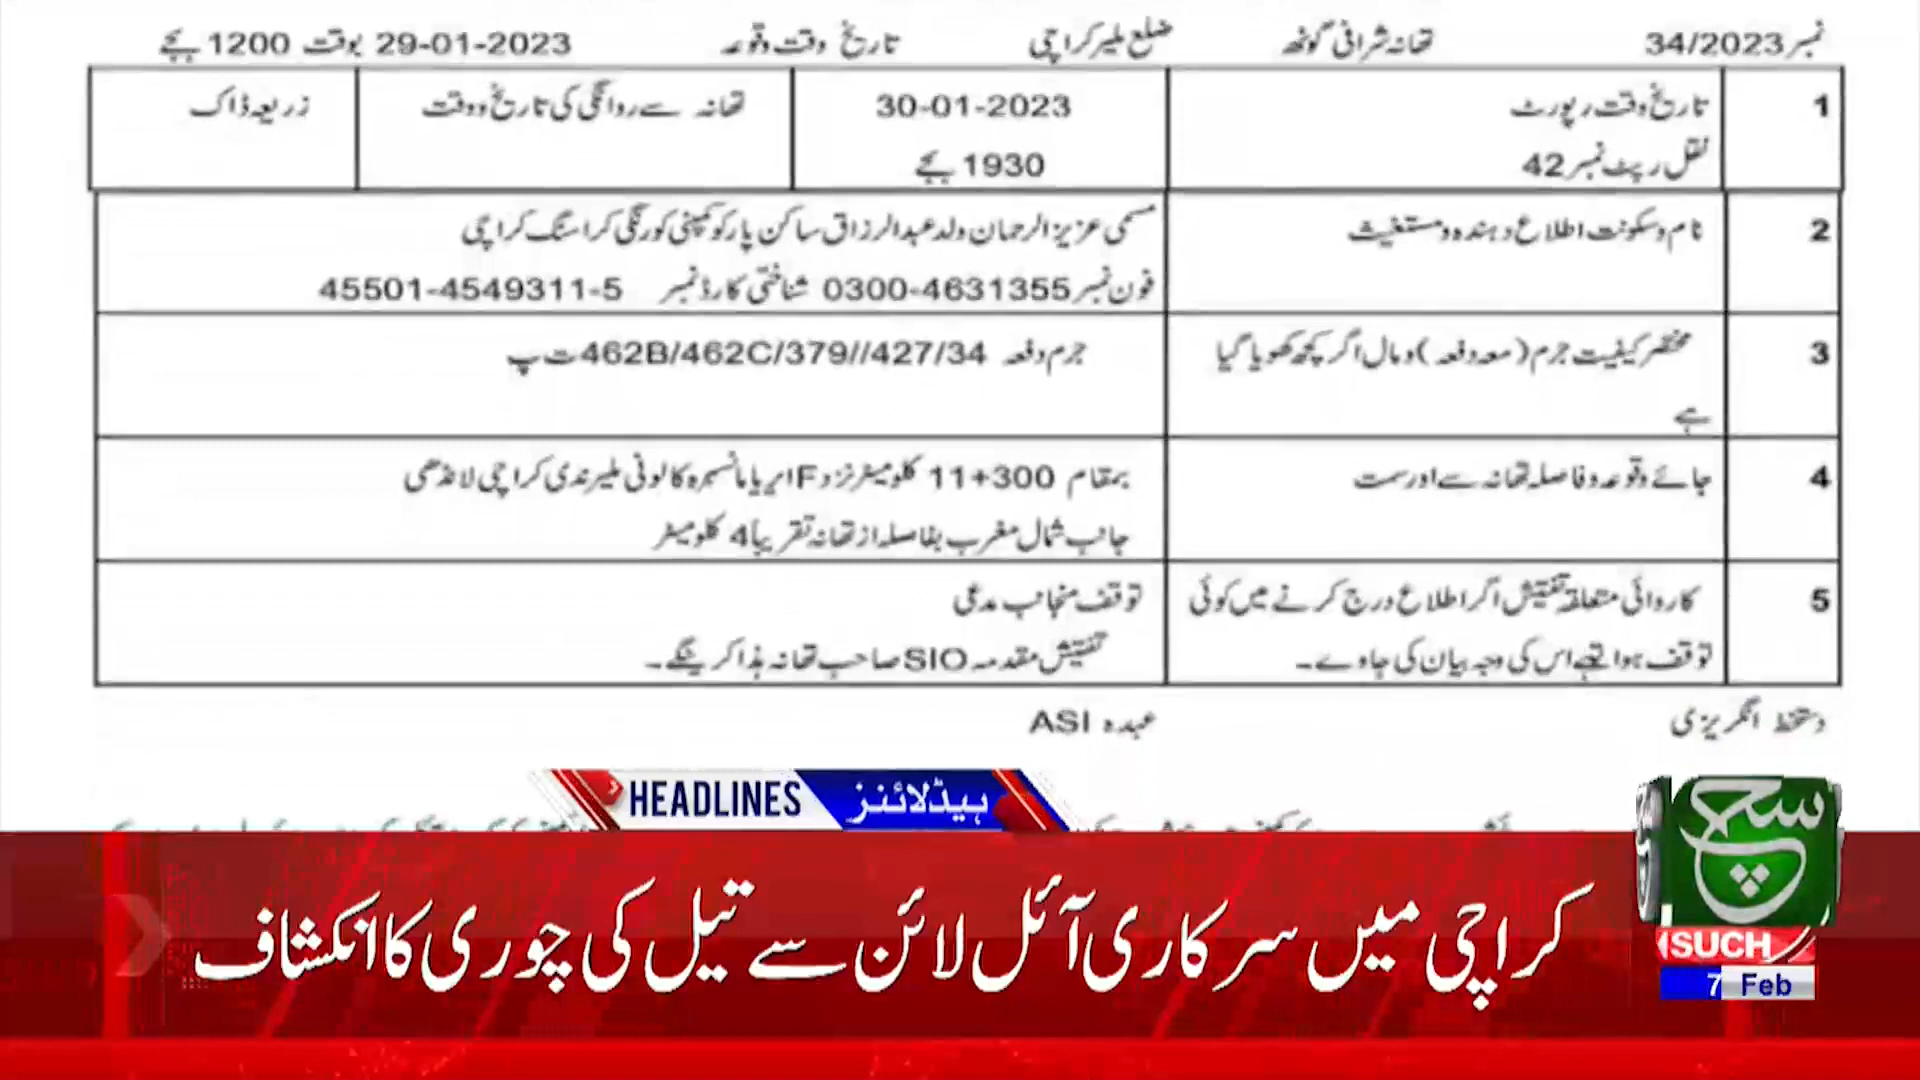 نمبر 34/2023 تھانہ شرافی گوٹھ ضلع ملیر کراچی تاریخ وقت وقوعہ 29-01-2023 بوقت 1200 بجے
1 تاریخ وقت رپورٹ 30-01-2023 تھانہ سے روانگی کی تاریخ و وقت زریعہ ڈاک
نقل رپٹ نمبر 42 1930 بجے
2 نام و سکونت اطلاع دہندہ و مستغیث مسمی عزیز الرحمان ولد عبدالرزاق ساکن پارکو کمپنی کورنگی کراسنگ کراچی
فون نمبر 0300-4631355 شناختی کارڈ نمبر 45501-4549311-5
3 مختصر کیفیت جرم (معہ دفعہ) و مال اگر کچھ کھویا گیا جرم دفعہ 462B/462C/379//427/34 ت پ
ہے
4 جائے وقوعہ و فاصلہ تھانہ سے اور سمت بمقام 11+300 کلومیٹر نزد F ایریا مانسہرہ کالونی ملیر ندی کراچی لانڈھی
جانب شمال مغرب بفاصلہ از تھانہ تقریباً 4 کلومیٹر
5 کاروائی متعلقہ تفتیش اگر اطلاع درج کرنے میں کوئی توقف منجانب مدعی
توقف ہوا تھے اس کی وجہ بیان کی جاوے۔ تفتیش مقدمہ SIO صاحب تھانہ ہذا کریںگے۔
دستخط انگریزی عہدہ ASI
HEADLINES ہیڈلائنز
سچ
SUCH
7 Feb
کراچی میں سرکاری آئل لائن سے تیل کی چوری کا انکشاف